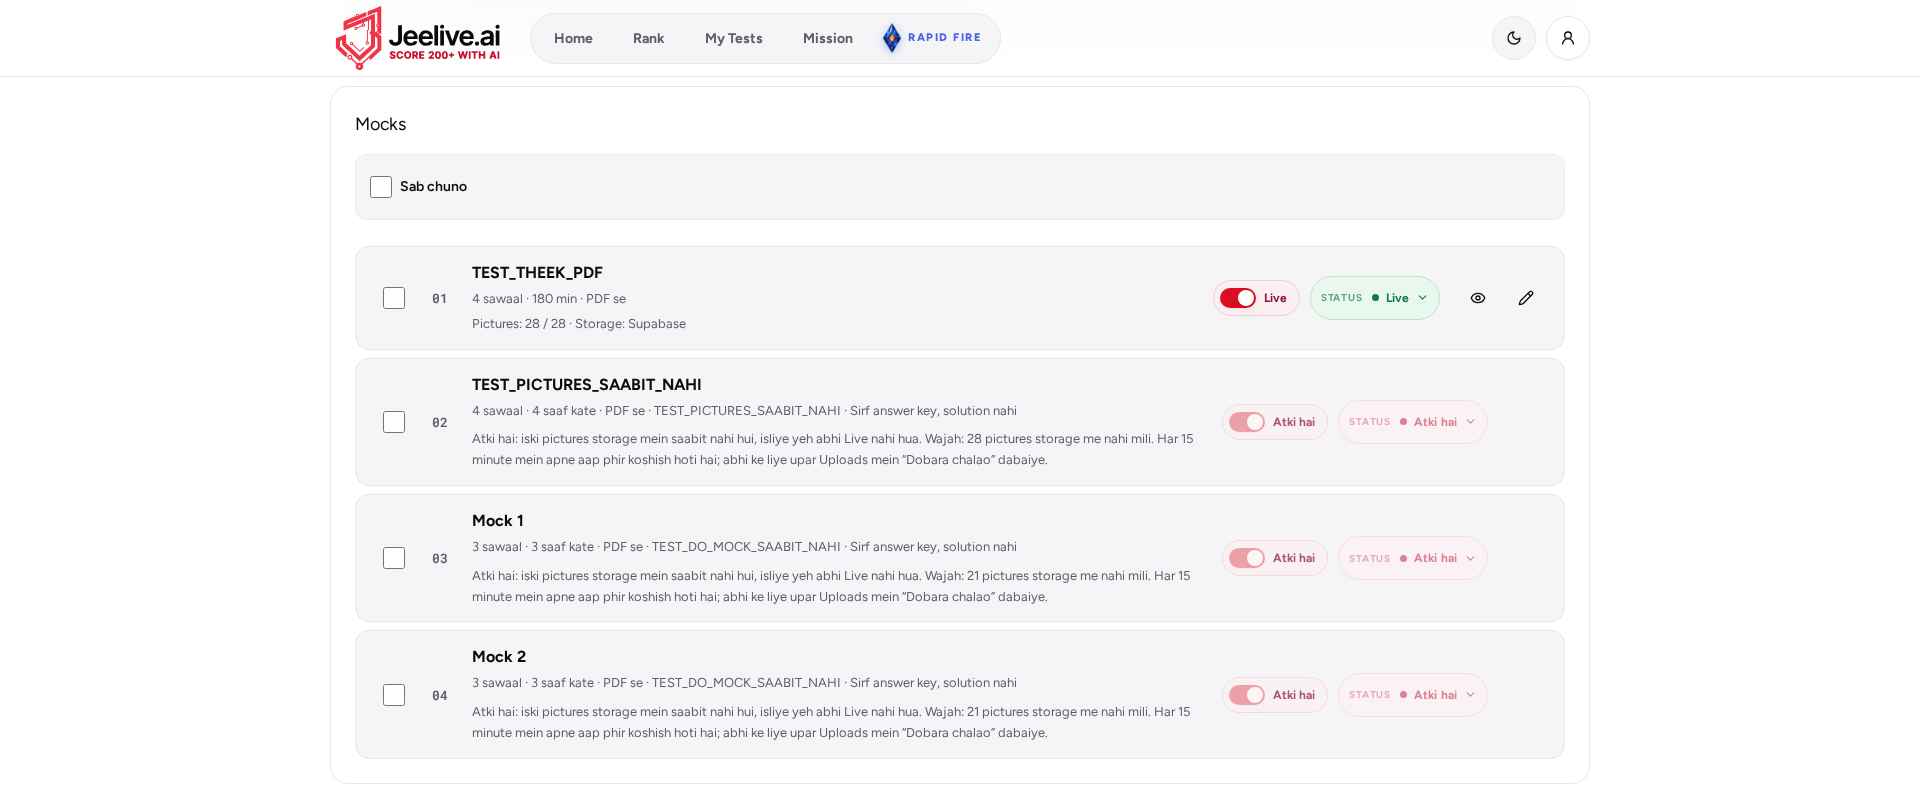 Jeelive.ai
SCORE 200+ WITH AI
Home
Rank
My Tests
Mission
RAPID FIRE
Mocks
Sab chuno
01
TEST_THEEK_PDF
4 sawaal · 180 min · PDF se
Pictures: 28 / 28 · Storage: Supabase
Live
STATUS
Live
02
TEST_PICTURES_SAABIT_NAHI
4 sawaal · 4 saaf kate · PDF se · TEST_PICTURES_SAABIT_NAHI · Sirf answer key, solution nahi
Atki hai: iski pictures storage mein saabit nahi hui, isliye yeh abhi Live nahi hua. Wajah: 28 pictures storage me nahi mili. Har 15
minute mein apne aap phir koshish hoti hai; abhi ke liye upar Uploads mein “Dobara chalao” dabaiye.
Atki hai
STATUS
Atki hai
03
Mock 1
3 sawaal · 3 saaf kate · PDF se · TEST_DO_MOCK_SAABIT_NAHI · Sirf answer key, solution nahi
Atki hai: iski pictures storage mein saabit nahi hui, isliye yeh abhi Live nahi hua. Wajah: 21 pictures storage me nahi mili. Har 15
minute mein apne aap phir koshish hoti hai; abhi ke liye upar Uploads mein “Dobara chalao” dabaiye.
Atki hai
STATUS
Atki hai
04
Mock 2
3 sawaal · 3 saaf kate · PDF se · TEST_DO_MOCK_SAABIT_NAHI · Sirf answer key, solution nahi
Atki hai: iski pictures storage mein saabit nahi hui, isliye yeh abhi Live nahi hua. Wajah: 21 pictures storage me nahi mili. Har 15
minute mein apne aap phir koshish hoti hai; abhi ke liye upar Uploads mein “Dobara chalao” dabaiye.
Atki hai
STATUS
Atki hai